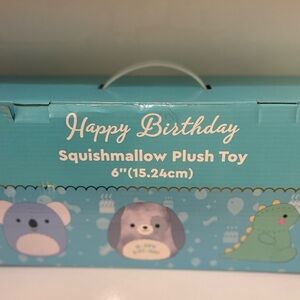 Happy Birthday
Squishmallow Plush Toy
6"(15.24cm)